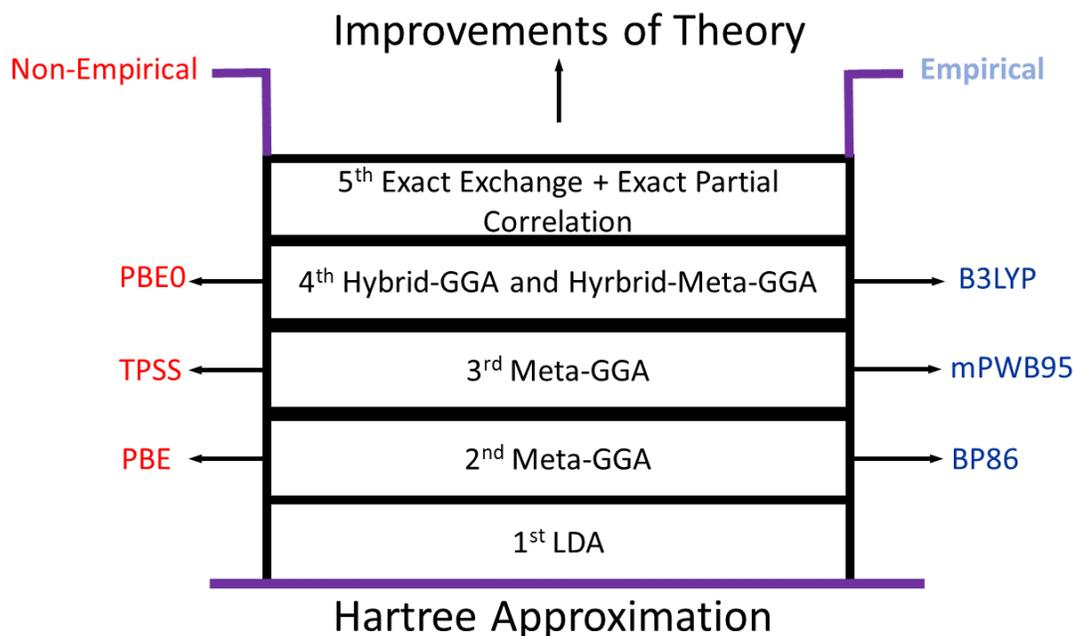 Improvements of Theory
Non-Empirical
Empirical
5th Exact Exchange + Exact Partial
Correlation
PBE0
4th Hybrid-GGA and Hyrbrid-Meta-GGA
B3LYP
TPSS
3rd Meta-GGA
mPWB95
PBE
2nd Meta-GGA
BP86
1st LDA
Hartree Approximation